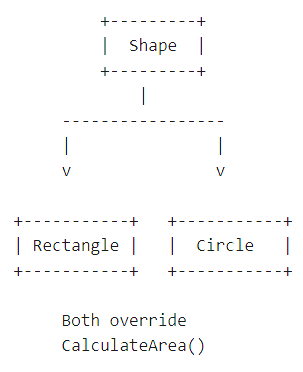 Shape
Rectangle
Circle
Both override
CalculateArea()